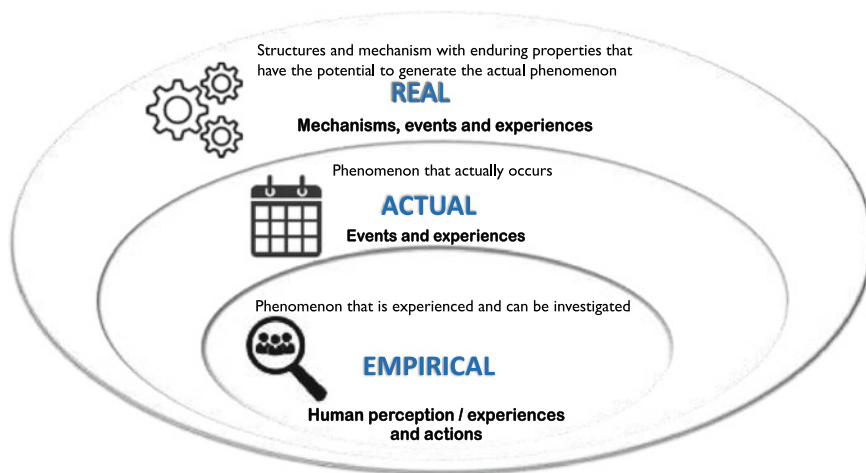 Structures and mechanism with enduring properties that
have the potential to generate the actual phenomenon
REAL
Mechanisms, events and experiences
Phenomenon that actually occurs
ACTUAL
Events and experiences
Phenomenon that is experienced and can be investigated
EMPIRICAL
Human perception / experiences
and actions